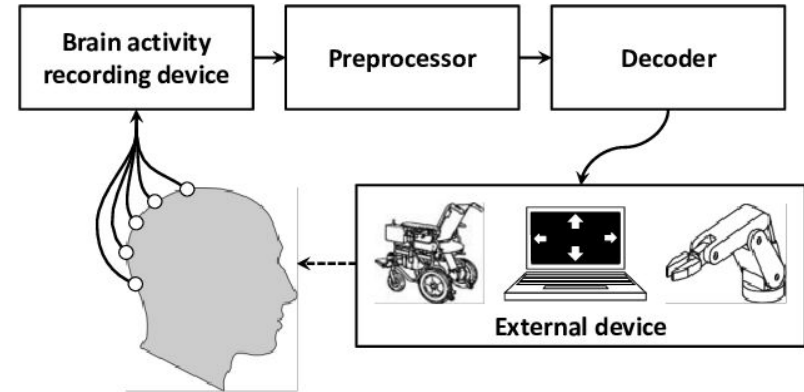 Brain activity
recording device
Preprocessor
Decoder
External device